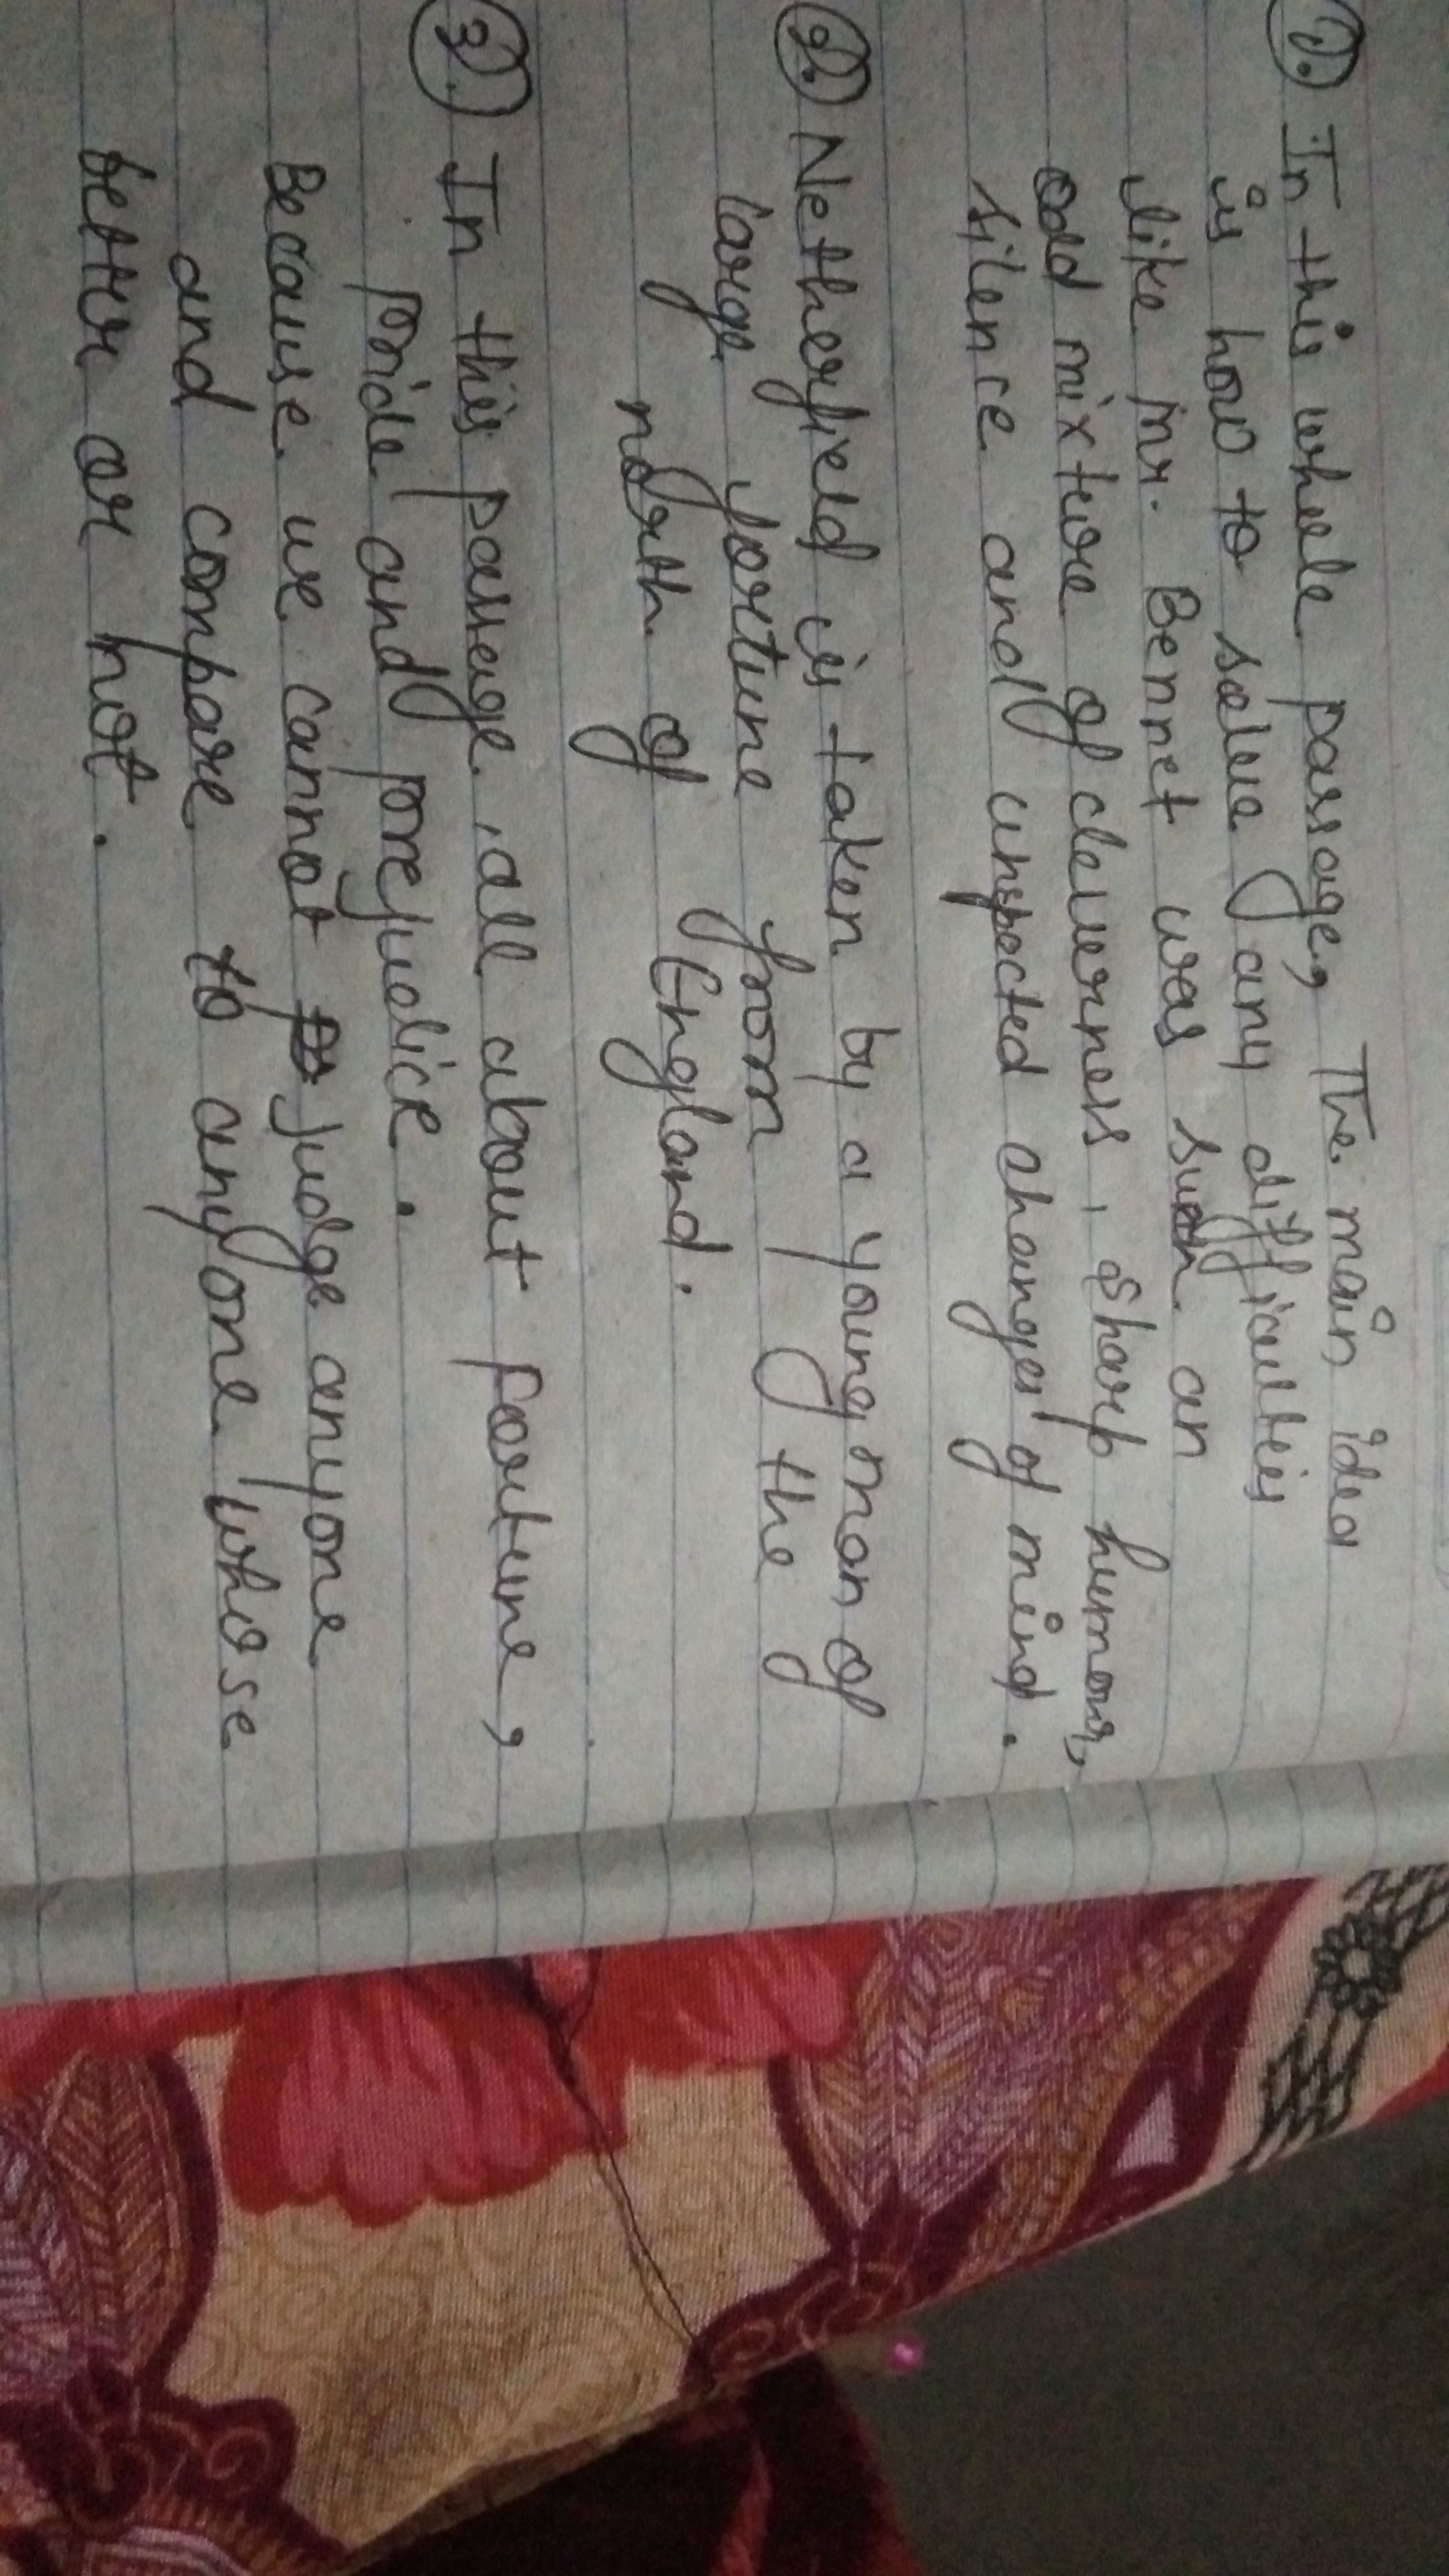 1. In this whole passage, The main idea
is how to solve any difficulties
like mr. Bennet was such an
odd mixture of cleverness, sharp humour,
silence and unspected changes of mind.
2. Netherfield is taken by a young man of
large fortune from the
north of England.
3. In this passage, all about fortune,
pride and prejudice.
Because we cannot judge anyone
and compare to anyone whose
better or not.